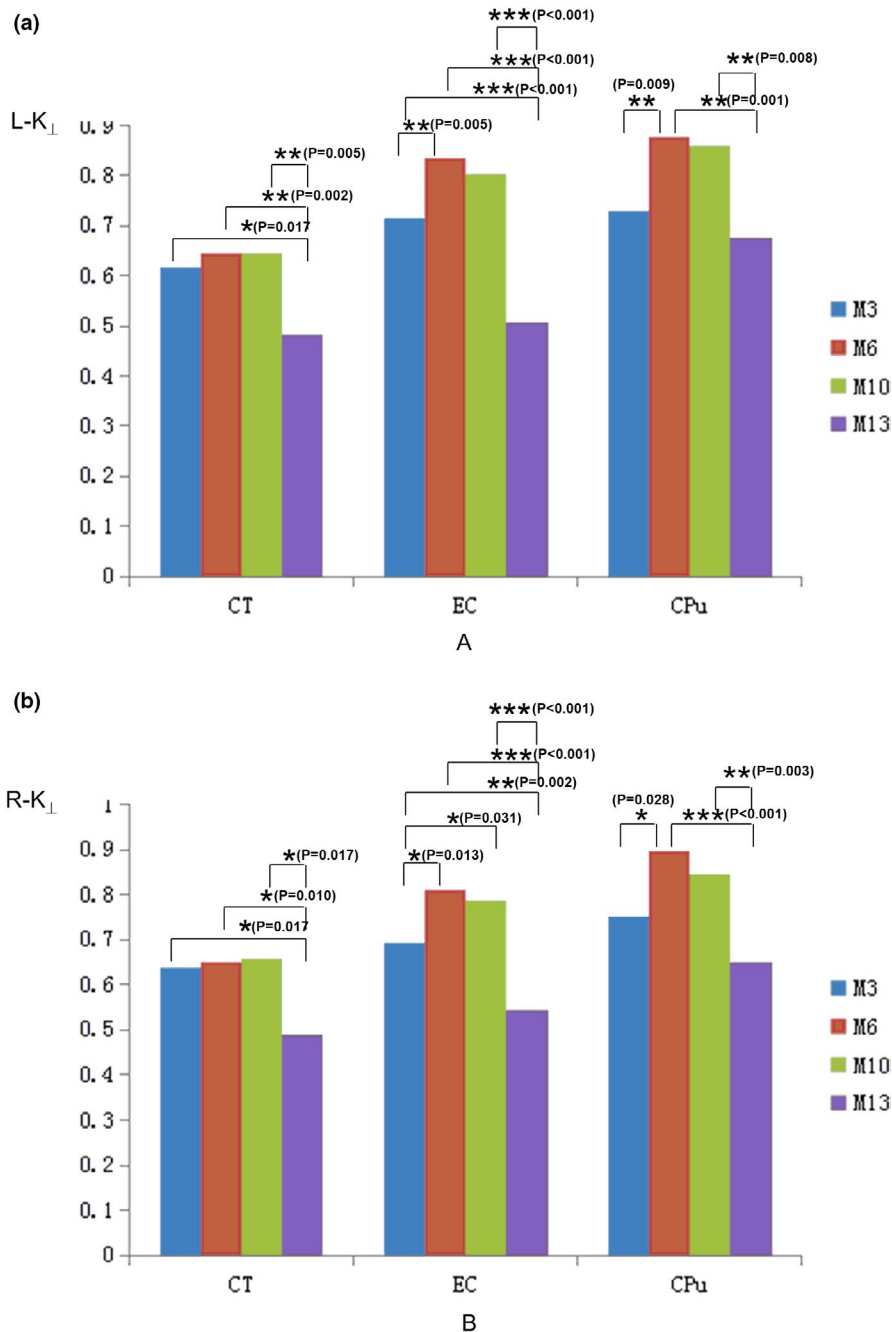 (a)
***(P<0.001)
***(P<0.001)
**(P=0.008)
***(P<0.001)
(P=0.009)
**
**(P=0.001)
L-K⊥
0.9
**(P=0.005)
**(P=0.005)
0.8
**(P=0.002)
*(P=0.017
0.7
0.6
0.5
0.4
0.3
0.2
0.1
0
M3
M6
M10
M13
CT EC CPu
A
(b)
***(P<0.001)
***(P<0.001)
**(P=0.003)
**(P=0.002)
(P=0.028)
*
***(P<0.001)
R-K⊥
1
*(P=0.031)
*(P=0.017)
*(P=0.013)
0.9
*(P=0.010)
0.8
*(P=0.017
0.7
0.6
0.5
0.4
0.3
0.2
0.1
0
M3
M6
M10
M13
CT EC CPu
B